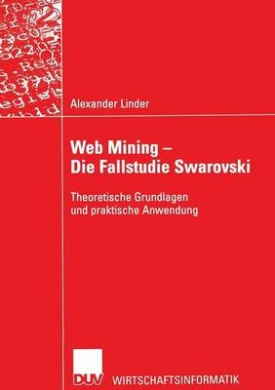 Alexander Linder
Web Mining –
Die Fallstudie Swarovski
Theoretische Grundlagen
und praktische Anwendung
DUV
WIRTSCHAFTSINFORMATIK